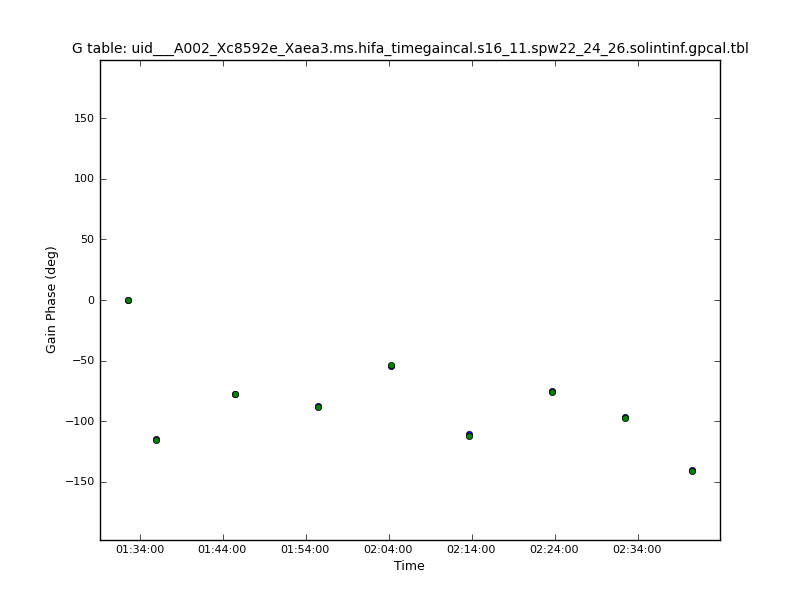 G table: uid___A002_Xc8592e_Xaea3.ms.hifa_timegaincal.s16_11.spw22_24_26.solintinf.gpcal.tbl
150
100
50
0
−50
−100
−150
Gain Phase (deg)
01:34:00 01:44:00 01:54:00 02:04:00 02:14:00 02:24:00 02:34:00
Time